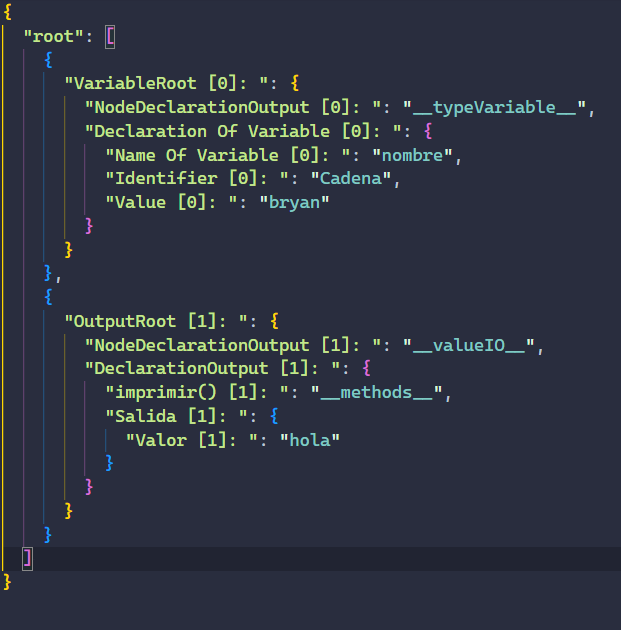 {
  "root": [
    {
      "VariableRoot [0]: ": {
        "NodeDeclarationOutput [0]: ": "__typeVariable__",
        "Declaration Of Variable [0]: ": {
          "Name Of Variable [0]: ": "nombre",
          "Identifier [0]: ": "Cadena",
          "Value [0]: ": "bryan"
        }
      }
    },
    {
      "OutputRoot [1]: ": {
        "NodeDeclarationOutput [1]: ": "__valueIO__",
        "DeclarationOutput [1]: ": {
          "imprimir() [1]: ": "__methods__",
          "Salida [1]: ": {
            "Valor [1]: ": "hola"
          }
        }
      }
    }
  ]
}